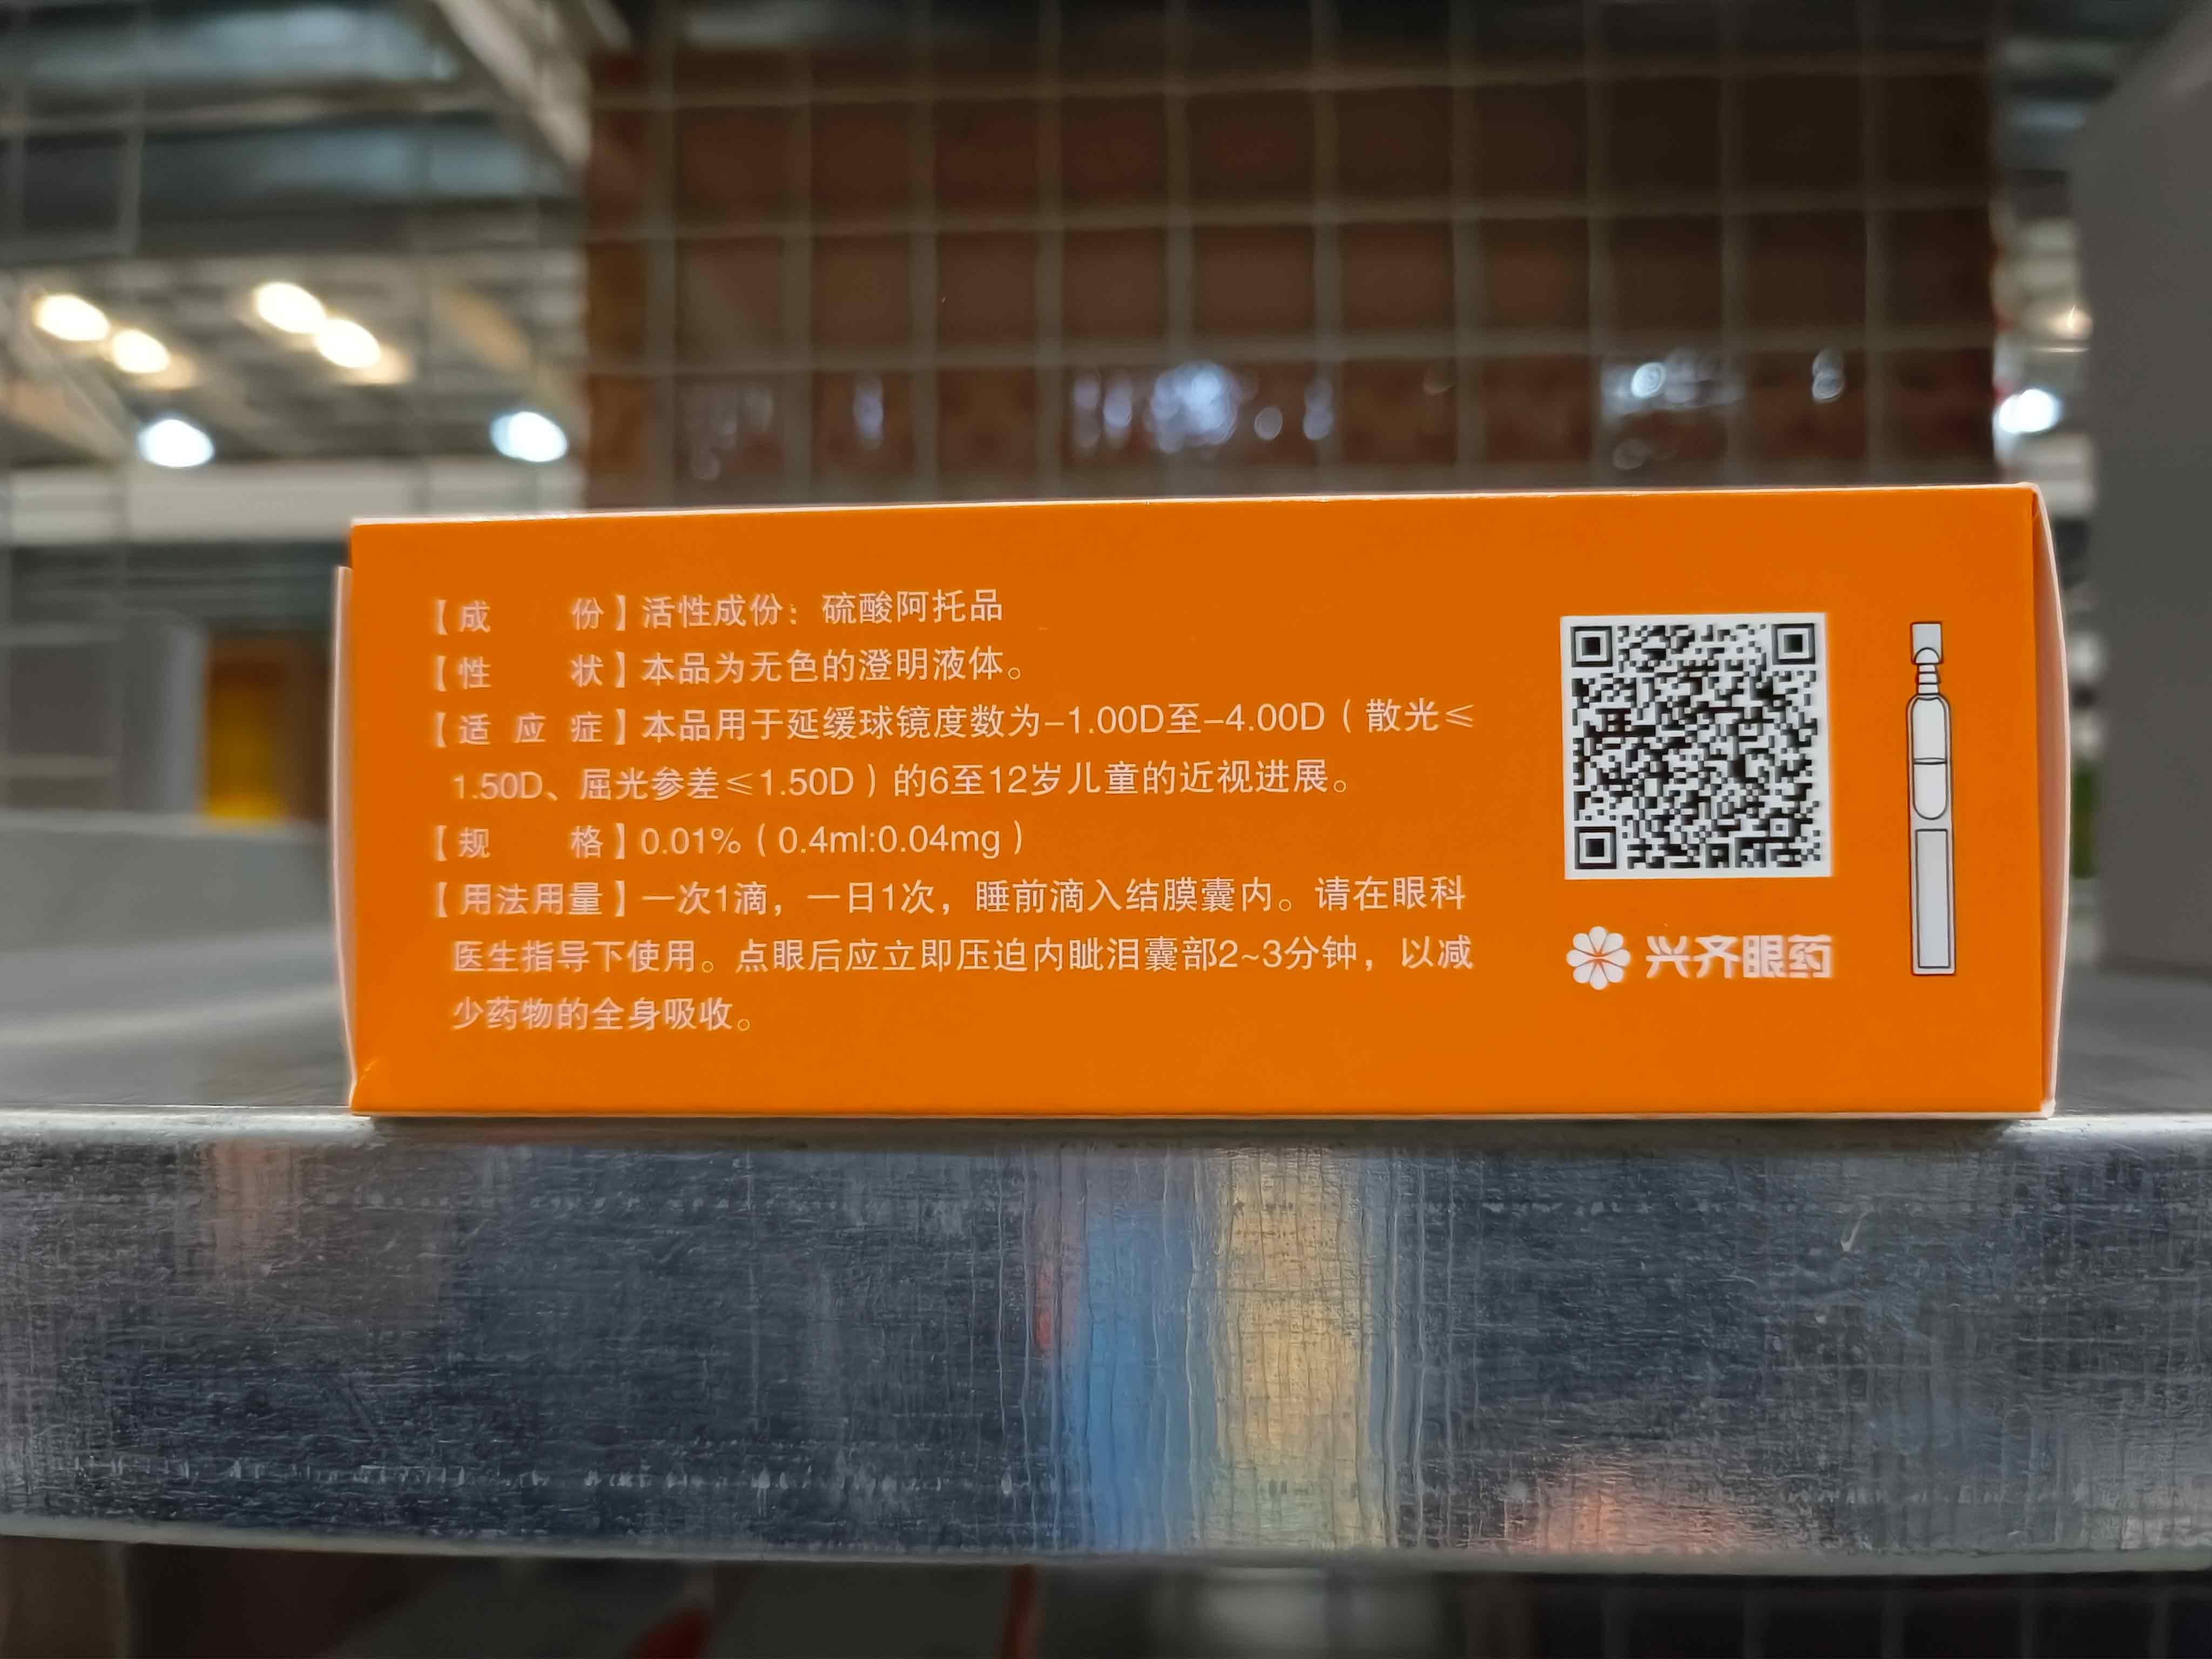 【成份】活性成份：硫酸阿托品
【性状】本品为无色的澄明液体。
【适应症】本品用于延缓球镜度数为-1.00D至-4.00D（散光≤
1.50D、屈光参差≤1.50D）的6至12岁儿童的近视进展。
【规格】0.01%（0.4ml:0.04mg）
【用法用量】一次1滴，一日1次，睡前滴入结膜囊内。请在眼科
医生指导下使用。点眼后应立即压迫内眦泪囊部2~3分钟，以减
少药物的全身吸收。
兴齐眼药